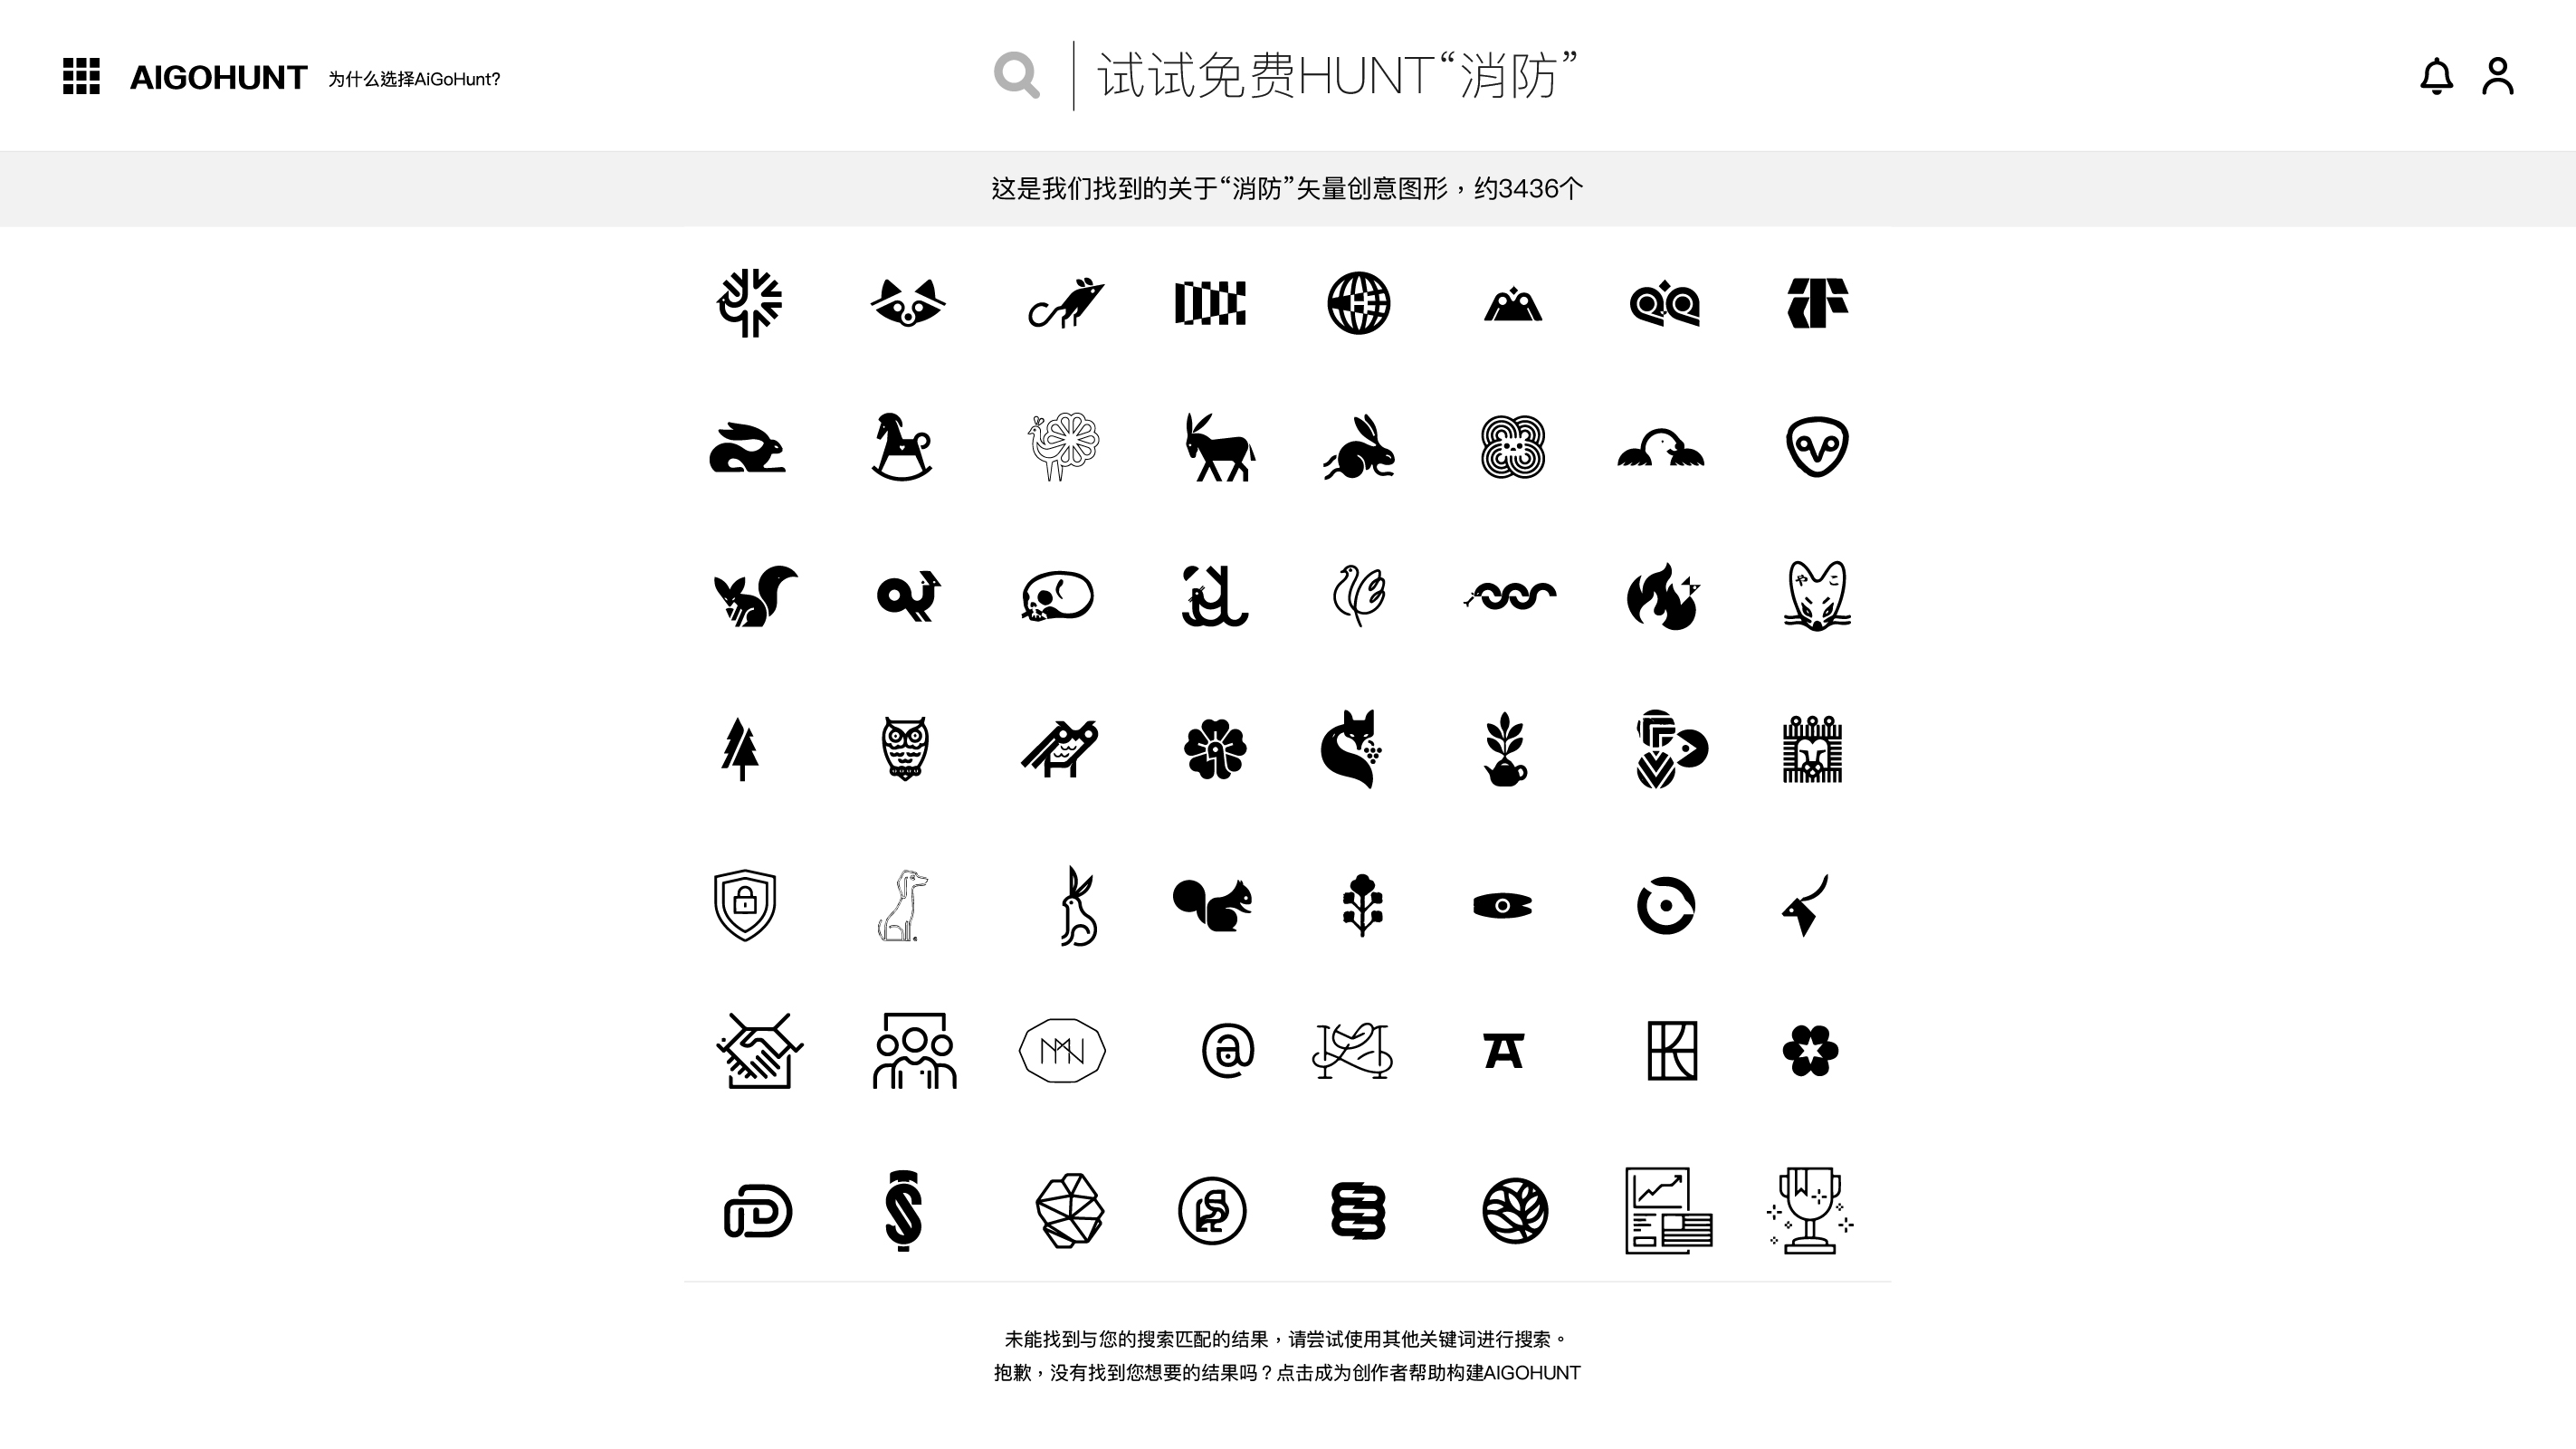 AIGOHUNT 为什么选择AiGoHunt?
试试免费HUNT“消防”
这是我们找到的关于“消防”矢量创意图形，约3436个
やこ
未能找到与您的搜索匹配的结果，请尝试使用其他关键词进行搜索。
抱歉，没有找到您想要的结果吗？点击成为创作者帮助构建AIGOHUNT